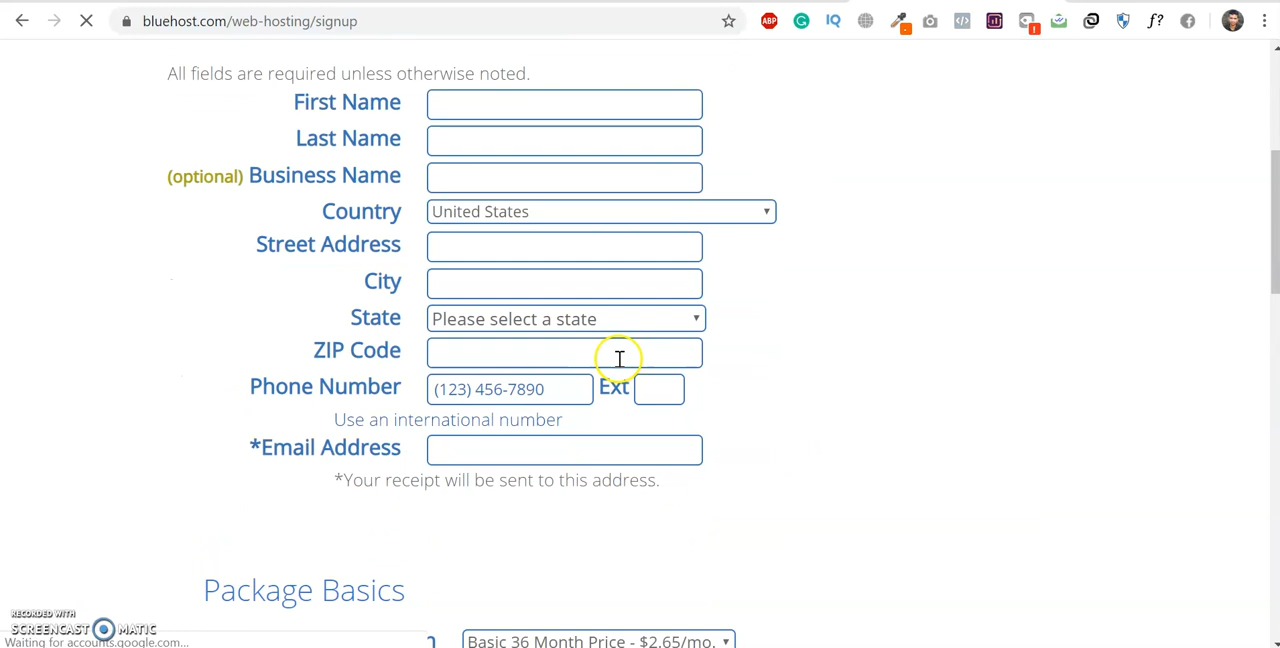 bluehost.com/web-hosting/signup
ABP
IQ
f?
All fields are required unless otherwise noted.
First Name
Last Name
(optional) Business Name
Country United States
Street Address
City
State Please select a state
ZIP Code
Phone Number (123) 456-7890 Ext
Use an international number
*Email Address
*Your receipt will be sent to this address.
Package Basics
RECORDED WITH
SCREENCAST MATIC
Waiting for accounts.google.com...
Basic 36 Month Price - $2.65/mo.